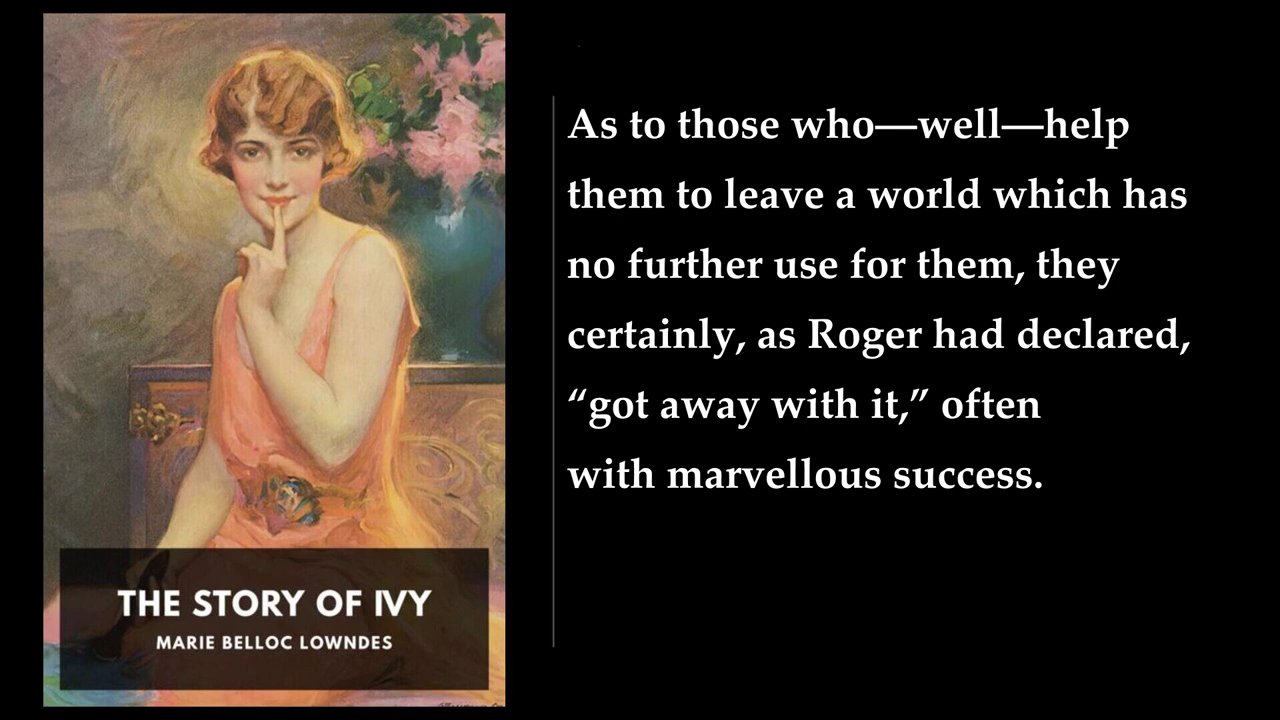 As to those who—well—help
them to leave a world which has
no further use for them, they
certainly, as Roger had declared,
“got away with it,” often
with marvellous success.
THE STORY OF IVY
MARIE BELLOC LOWNDES